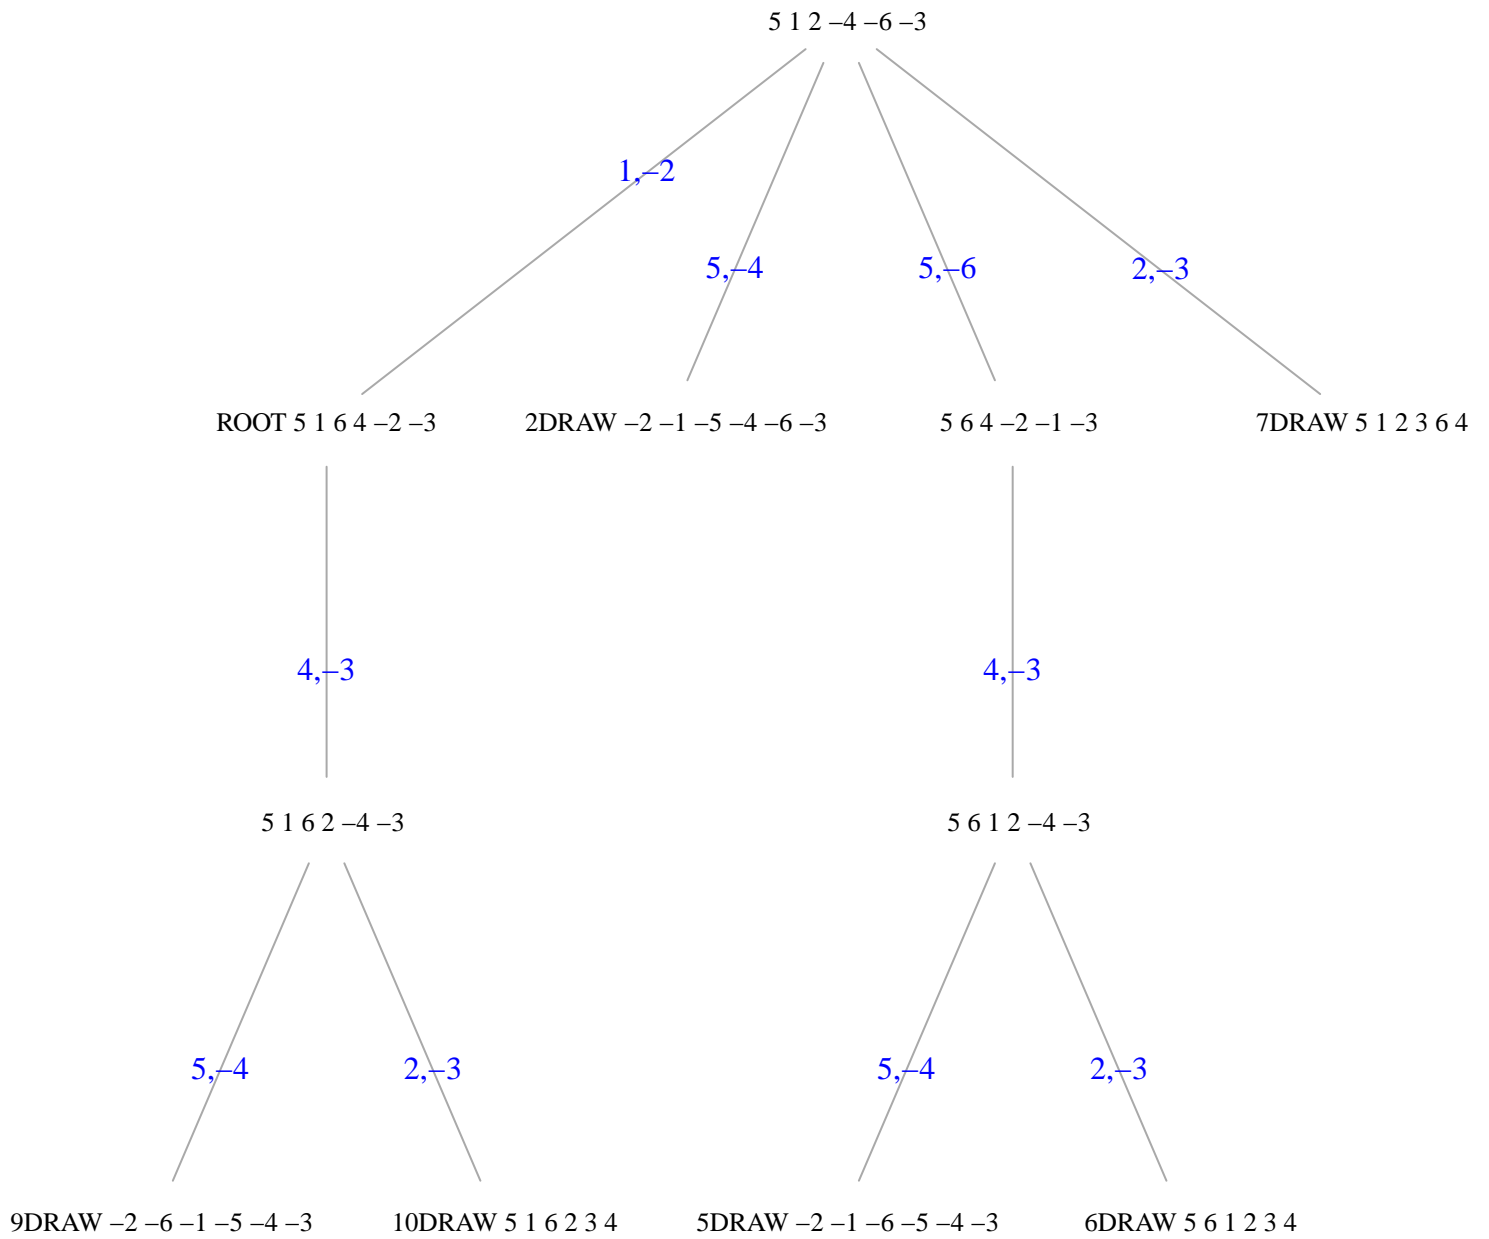 5 1 2 –4 –6 –3
1,–2
5,–4
5,–6
2,–3
ROOT 5 1 6 4 –2 –3
2DRAW –2 –1 –5 –4 –6 –3
5 6 4 –2 –1 –3
7DRAW 5 1 2 3 6 4
4,–3
4,–3
5 1 6 2 –4 –3
5 6 1 2 –4 –3
5,–4
2,–3
5,–4
2,–3
9DRAW –2 –6 –1 –5 –4 –3
10DRAW 5 1 6 2 3 4
5DRAW –2 –1 –6 –5 –4 –3
6DRAW 5 6 1 2 3 4